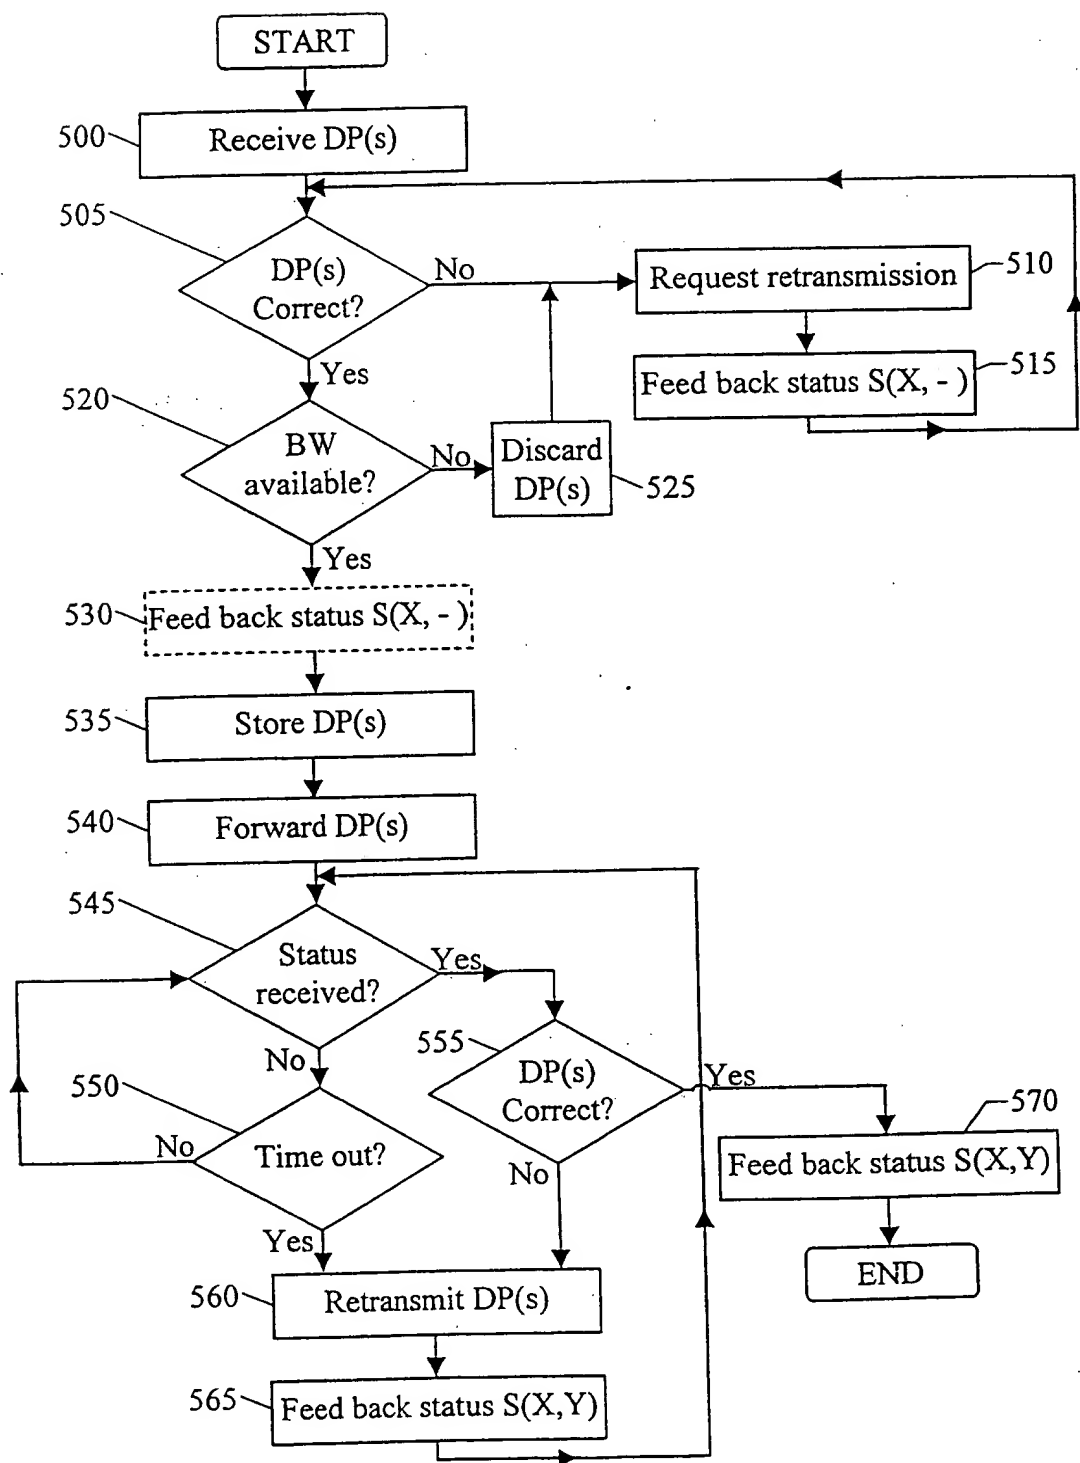 START
500
Receive DP(s)
505
DP(s)
Correct?
No
Request retransmission
510
Yes
Feed back status S(X, - )
515
520
BW
available?
No
Discard
DP(s)
525
Yes
530
Feed back status S(X, - )
535
Store DP(s)
540
Forward DP(s)
545
Status
received?
Yes
No
555
DP(s)
Correct?
Yes
550
Time out?
No
No
570
Feed back status S(X,Y)
Yes
END
560
Retransmit DP(s)
565
Feed back status S(X,Y)